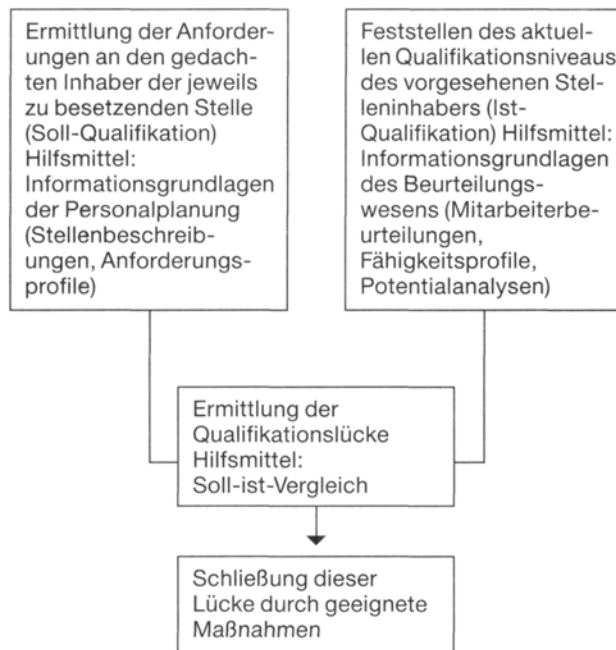 Ermittlung der Anforder-
ungen an den gedach-
ten Inhaber der jeweils
zu besetzenden Stelle
(Soll-Qualifikation)
Hilfsmittel:
Informationsgrundlagen
der Personalplanung
(Stellenbeschreib-
ungen, Anforderungs-
profile)
Feststellen des aktuel-
len Qualifikationsniveaus
des vorgesehenen Stel-
leninhabers (Ist-
Qualifikation) Hilfsmittel:
Informationsgrundlagen
des Beurteilungs-
wesens (Mitarbeiterbe-
urteilungen,
Fähigkeitsprofile,
Potentialanalysen)
Ermittlung der
Qualifikationslücke
Hilfsmittel:
Soll-ist-Vergleich
Schließung dieser
Lücke durch geeignete
Maßnahmen